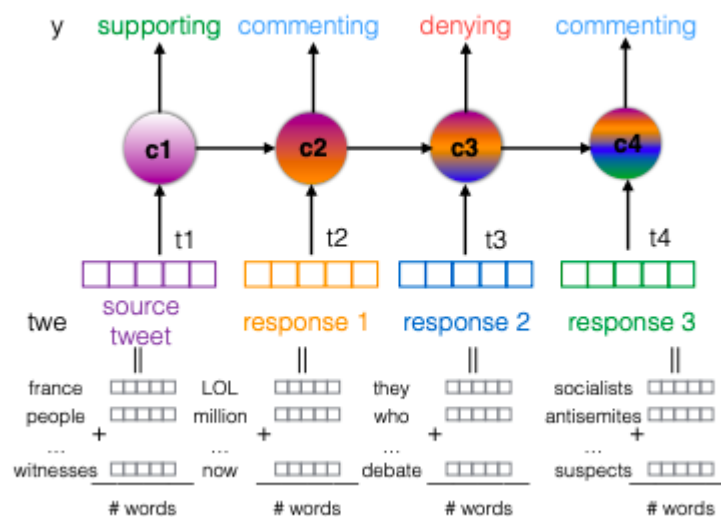 y supporting commenting denying commenting
c1 c2 c3 c4
t1 t2 t3 t4
twe source tweet response 1 response 2 response 3
|| || || ||
france LOL they socialists
people million who antisemites
+ + + +
... ... ... ...
witnesses now debate suspects
# words # words # words # words